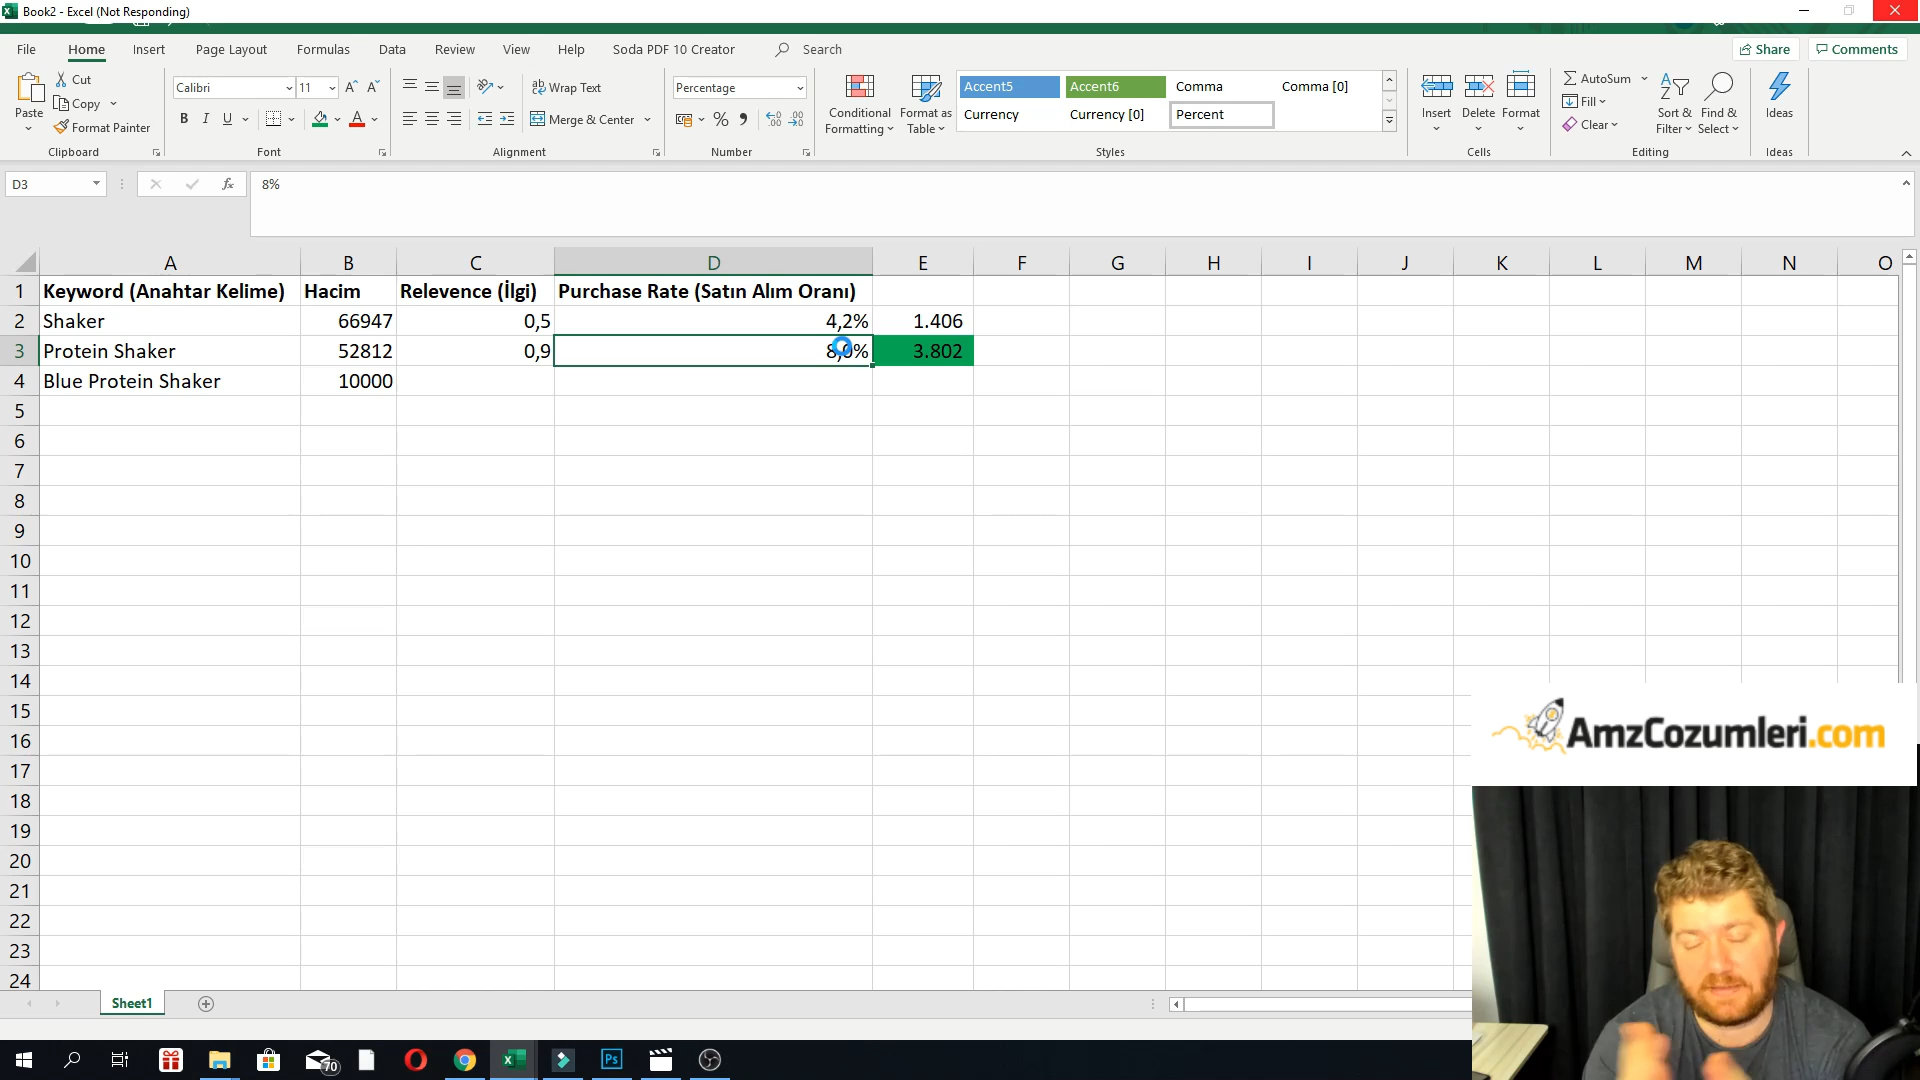 Book2 - Excel (Not Responding)
File Home Insert Page Layout Formulas Data Review View Help Soda PDF 10 Creator Search Share Comments
Paste Cut Copy Format Painter Clipboard
Calibri 11 B I U A Font
Wrap Text Merge & Center Alignment
Percentage % Number
Conditional Formatting Format as Table
Accent5 Accent6 Comma Comma [0]
Currency Currency [0] Percent
Styles
Insert Delete Format Cells
AutoSum Fill Clear Sort & Filter Find & Select Editing
Ideas Ideas
D3 fx 8%
A B C D E F G H I J K L M N O
1 Keyword (Anahtar Kelime) Hacim Relevence (İlgi) Purchase Rate (Satın Alım Oranı)
2 Shaker 66947 0,5 4,2% 1.406
3 Protein Shaker 52812 0,9 8,0% 3.802
4 Blue Protein Shaker 10000
5
6
7
8
9
10
11
12
13
14
15
16
17
18
19
20
21
22
23
24
AmzCozumleri.com
Sheet1
70 Ps